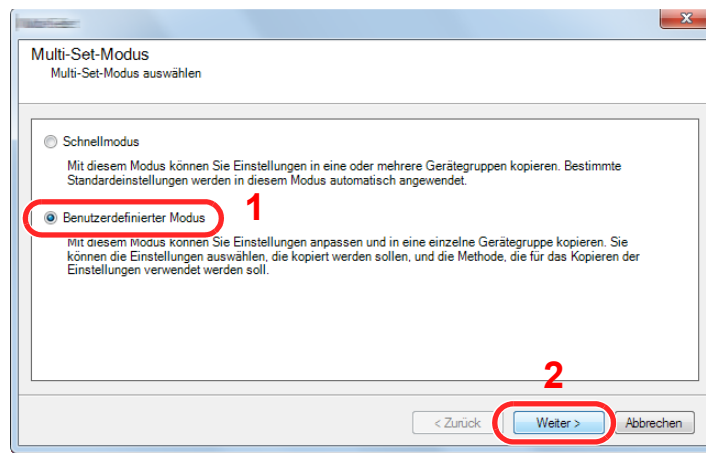 Multi-Set-Modus
Multi-Set-Modus auswählen
Schnellmodus
Mit diesem Modus können Sie Einstellungen in eine oder mehrere Gerätegruppen kopieren. Bestimmte
Standardeinstellungen werden in diesem Modus automatisch angewendet.
1
Benutzerdefinierter Modus
Mit diesem Modus können Sie Einstellungen anpassen und in eine einzelne Gerätegruppe kopieren. Sie
können die Einstellungen auswählen, die kopiert werden sollen, und die Methode, die für das Kopieren der
Einstellungen verwendet werden soll.
2
< Zurück
Weiter >
Abbrechen